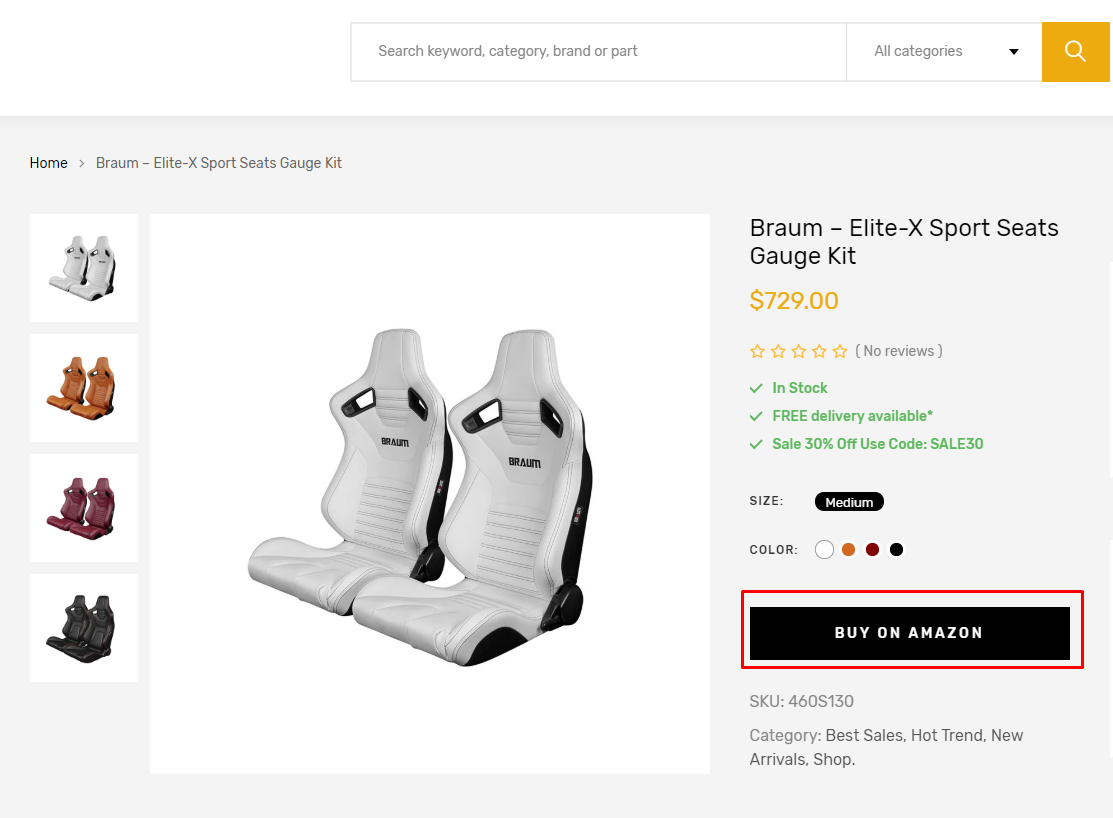 Search keyword, category, brand or part
All categories
Home > Braum – Elite-X Sport Seats Gauge Kit
BRAUM
BRAUM
Braum – Elite-X Sport Seats
Gauge Kit
$729.00
( No reviews )
In Stock
FREE delivery available*
Sale 30% Off Use Code: SALE30
SIZE: Medium
COLOR:
BUY ON AMAZON
SKU: 460S130
Category: Best Sales, Hot Trend, New
Arrivals, Shop.